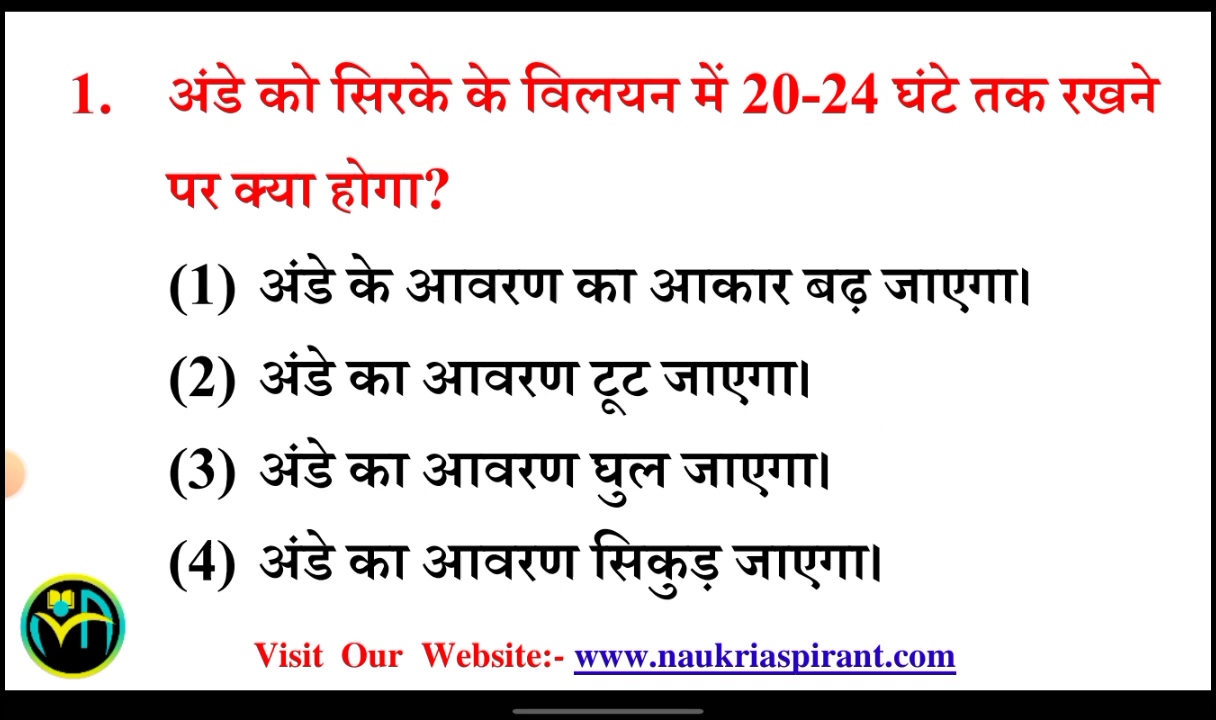 1. अंडे को सिरके के विलयन में 20-24 घंटे तक रखने
पर क्या होगा?
(1) अंडे के आवरण का आकार बढ़ जाएगा।
(2) अंडे का आवरण टूट जाएगा।
(3) अंडे का आवरण घुल जाएगा।
(4) अंडे का आवरण सिकुड़ जाएगा।
Visit Our Website:- www.naukriaspirant.com